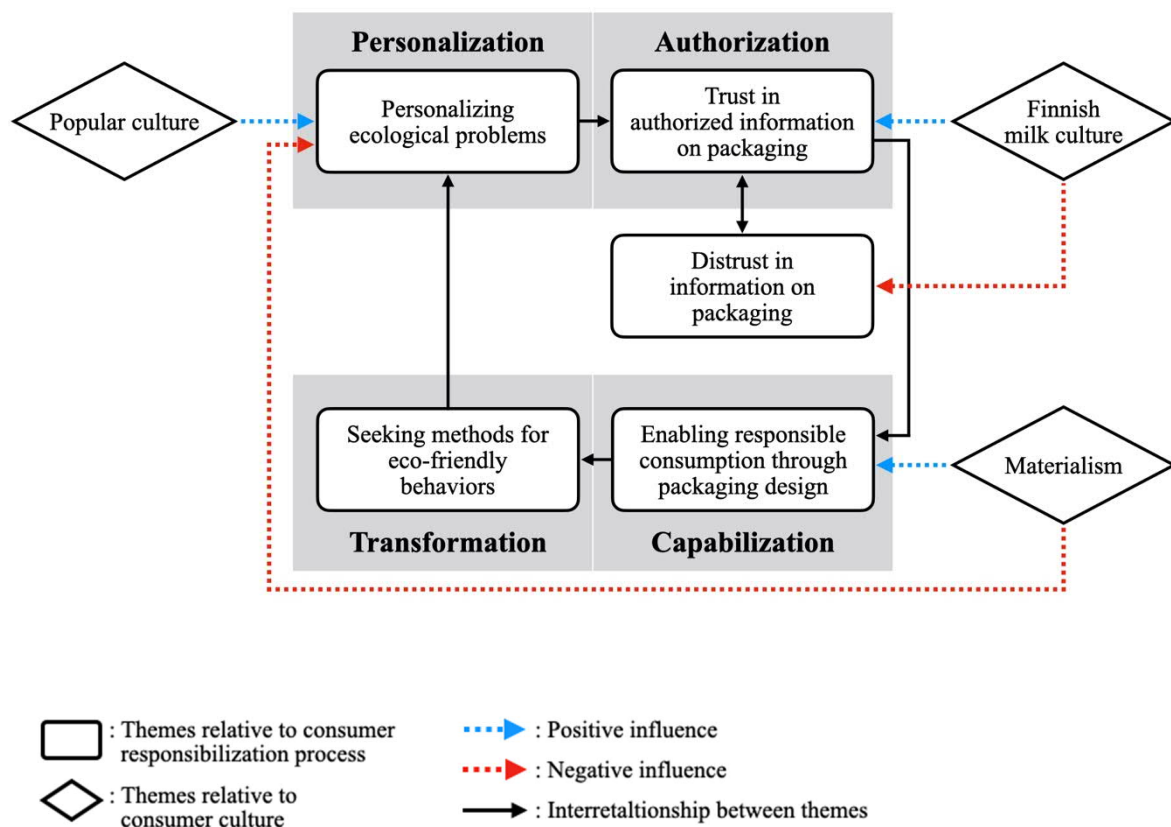 Personalization
Authorization
Popular culture
Personalizing
ecological problems
Trust in
authorized information
on packaging
Finnish
milk culture
Distrust in
information on
packaging
Seeking methods for
eco-friendly
behaviors
Enabling responsible
consumption through
packaging design
Materialism
Transformation
Capabilization
: Themes relative to consumer
responsibilization process
: Themes relative to
consumer culture
: Positive influence
: Negative influence
: Interretaltionship between themes